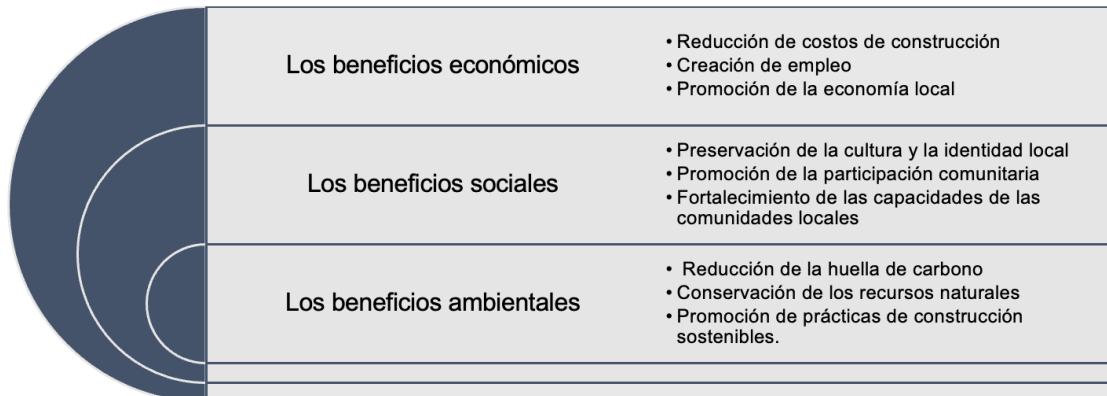 Los beneficios económicos
• Reducción de costos de construcción
• Creación de empleo
• Promoción de la economía local
Los beneficios sociales
• Preservación de la cultura y la identidad local
• Promoción de la participación comunitaria
• Fortalecimiento de las capacidades de las
comunidades locales
Los beneficios ambientales
• Reducción de la huella de carbono
• Conservación de los recursos naturales
• Promoción de prácticas de construcción
sostenibles.